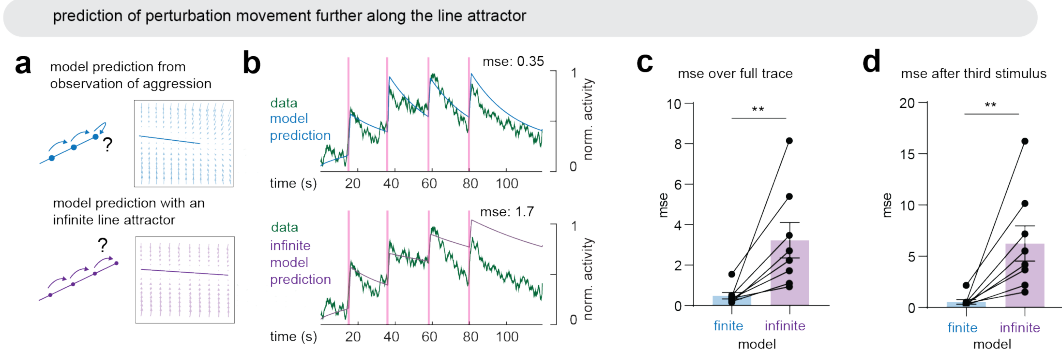 prediction of perturbation movement further along the line attractor
a
model prediction from
observation of aggression
?
model prediction with an
infinite line attractor
?
b
mse: 0.35
data
model
prediction
1
0
norm. activity
time (s)
20
40
60
80
100
mse: 1.7
data
infinite
model
prediction
1
0
norm. activity
time (s)
20
40
60
80
100
c
mse over full trace
**
10
8
6
4
2
0
mse
finite
infinite
model
d
mse after third stimulus
**
20
15
10
5
0
mse
finite
infinite
model